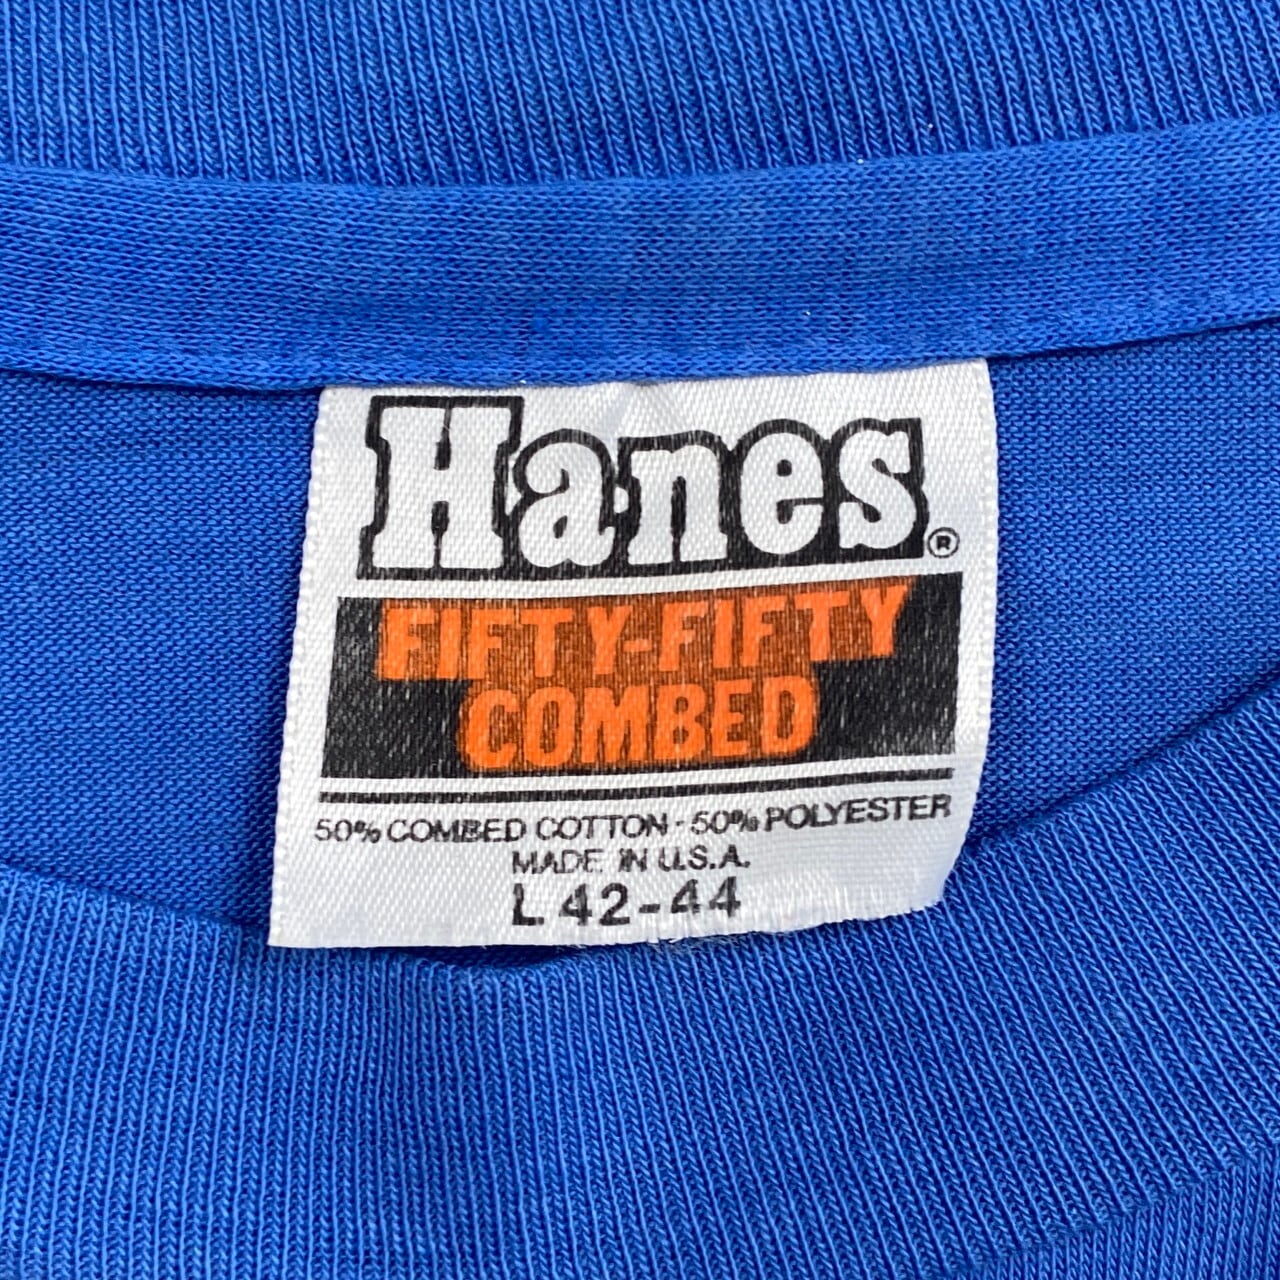 Hanes®
FIFTY-FIFTY
COMBED
50% COMBED COTTON - 50% POLYESTER
MADE IN U.S.A.
L 42-44